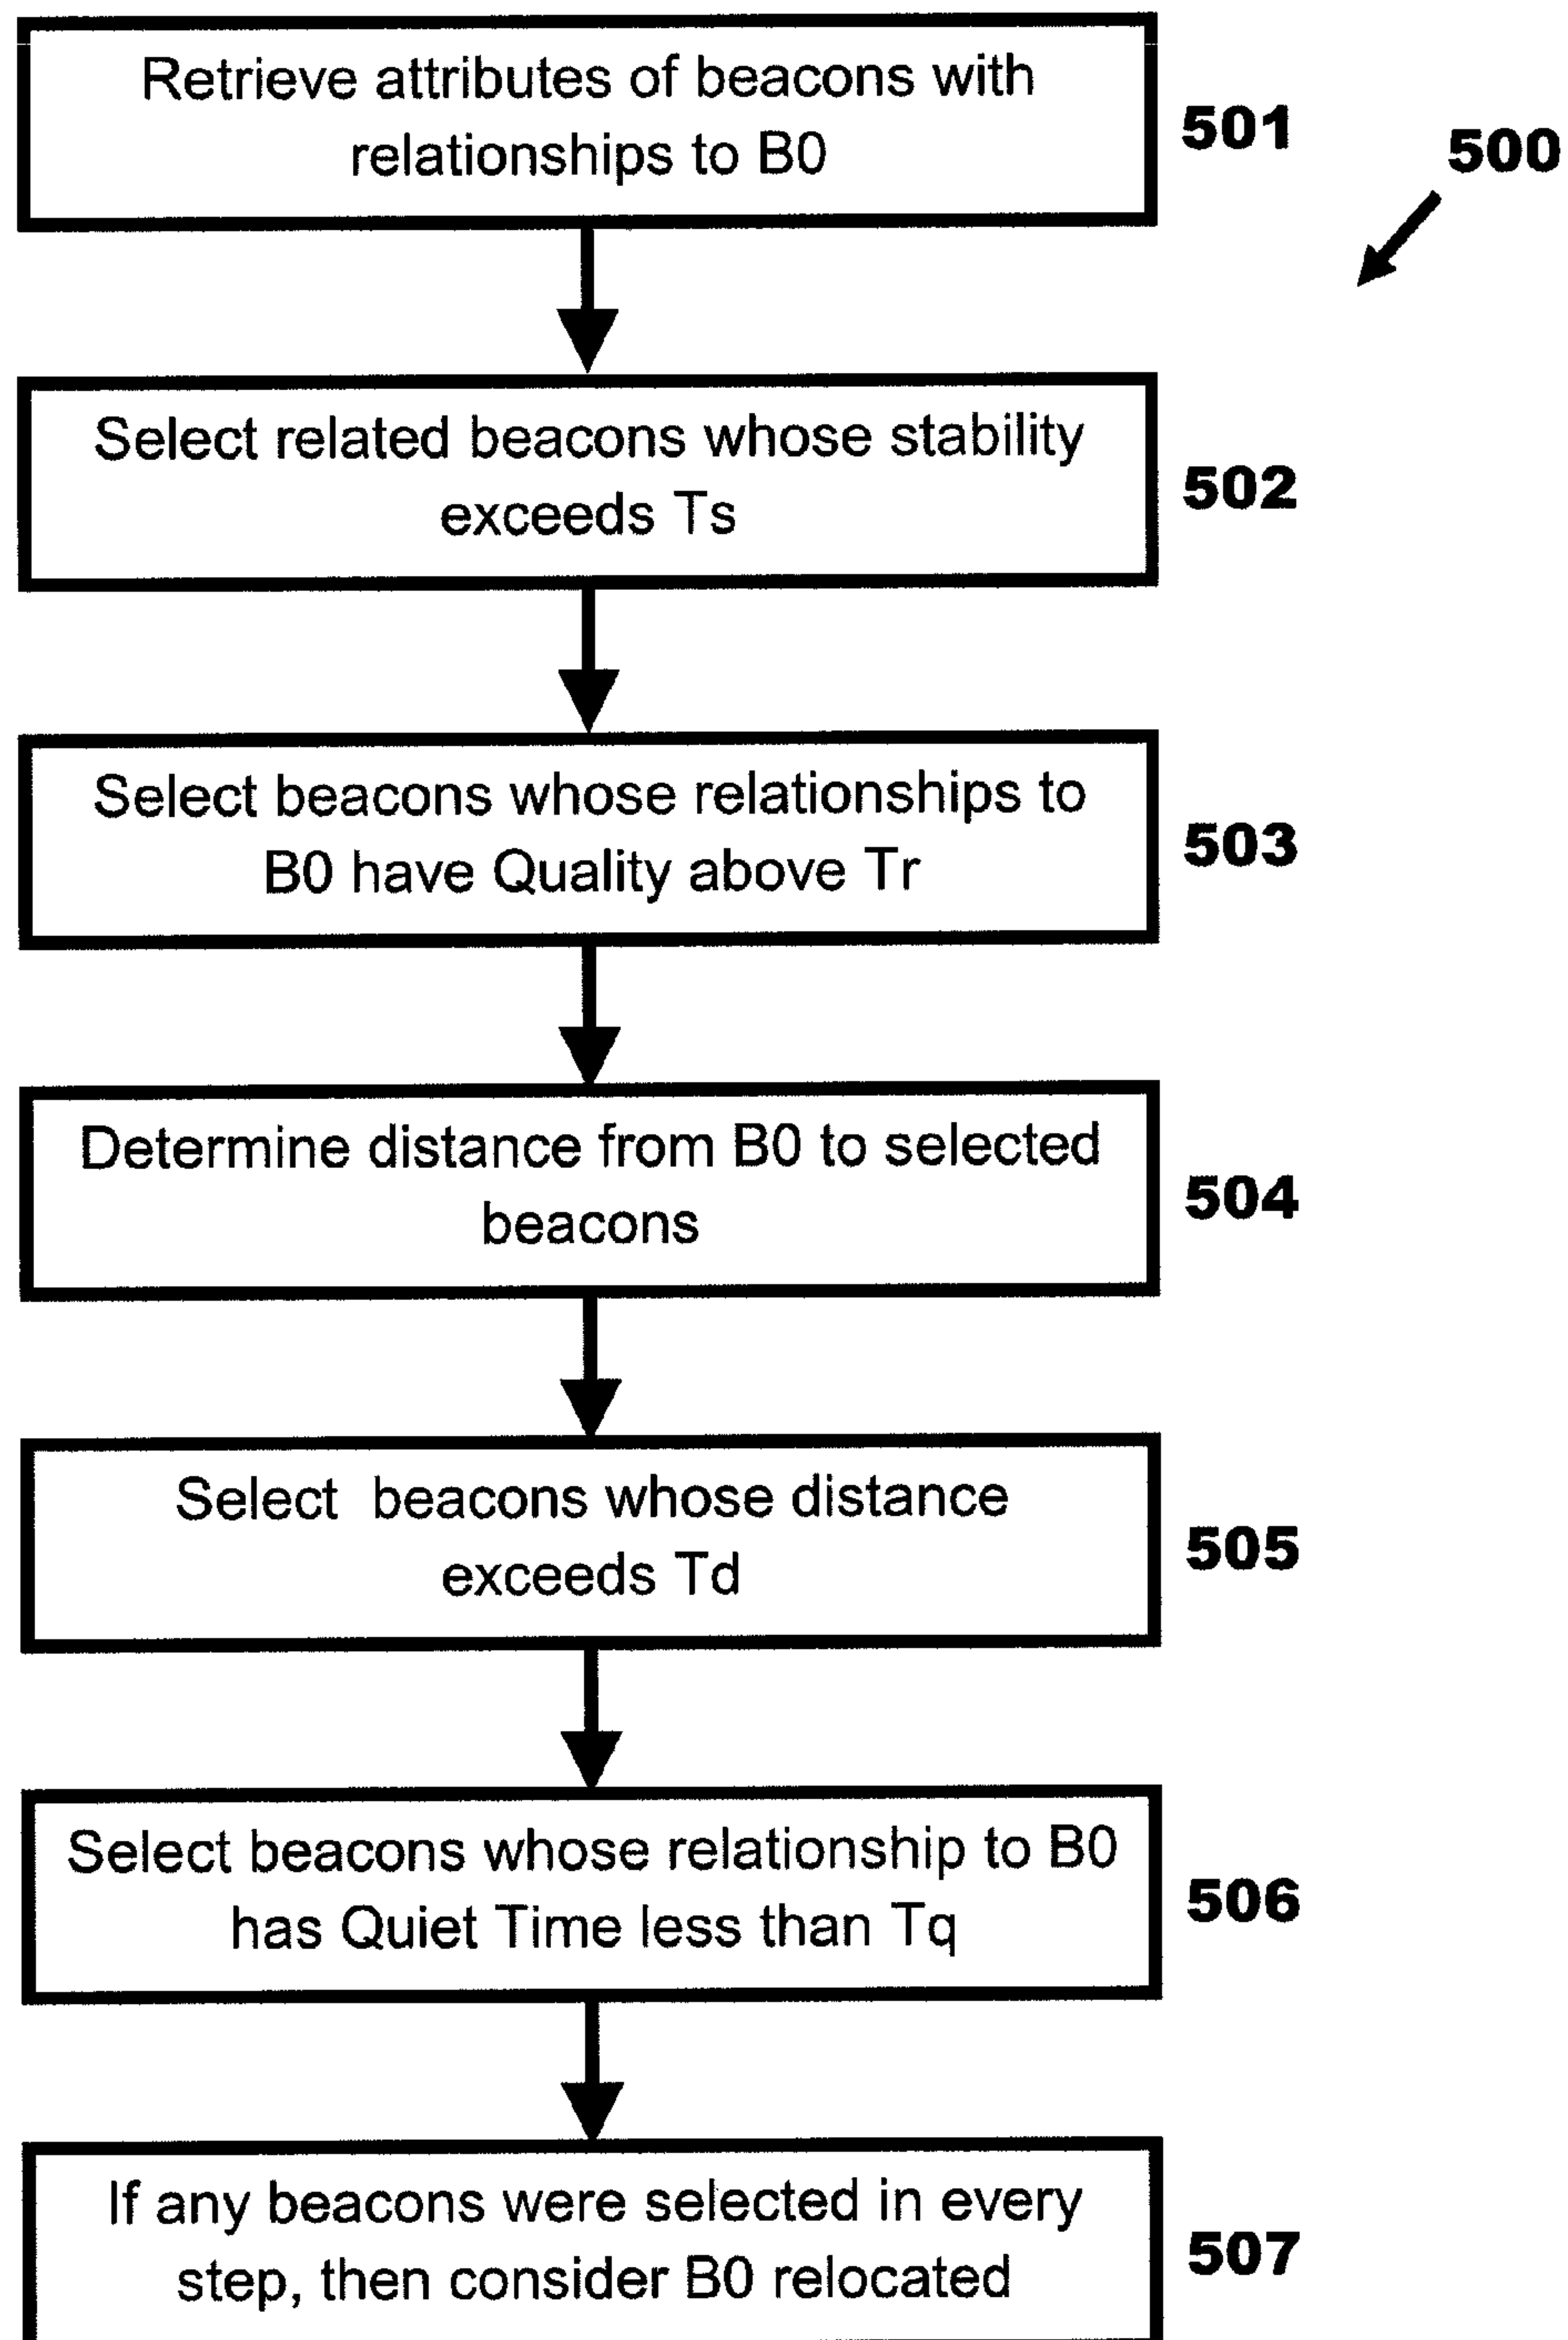 Retrieve attributes of beacons with
relationships to B0
501
500
Select related beacons whose stability
exceeds Ts
502
Select beacons whose relationships to
B0 have Quality above Tr
503
Determine distance from B0 to selected
beacons
504
Select beacons whose distance
exceeds Td
505
Select beacons whose relationship to B0
has Quiet Time less than Tq
506
If any beacons were selected in every
step, then consider B0 relocated
507